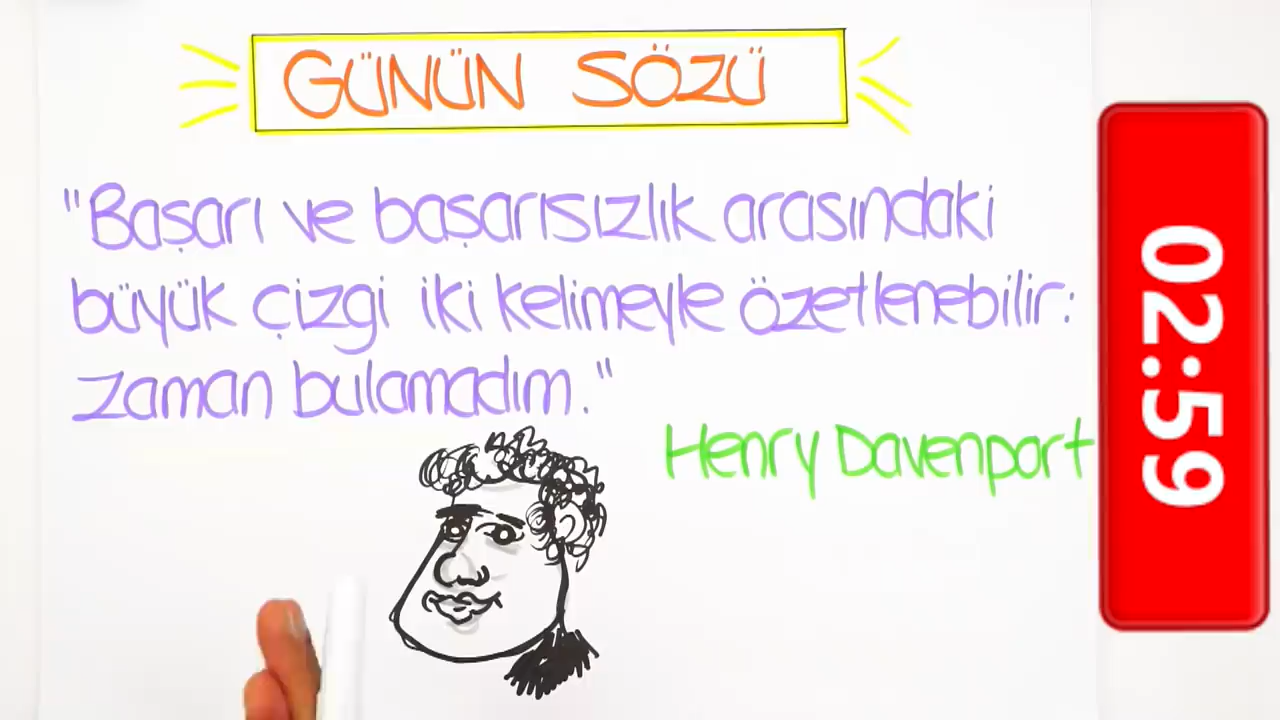 GÜNÜN SÖZÜ
"Başarı ve başarısızlık arasındaki
büyük çizgi iki kelimeyle özetlenebilir:
zaman bulamadım."
Henry Davenport
02:59